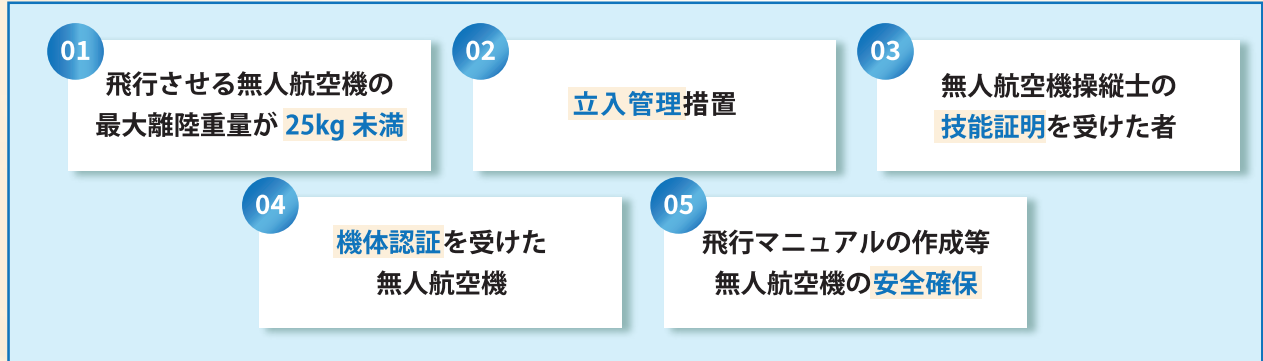 01
飛行させる無人航空機の
最大離陸重量が 25kg 未満
02
立入管理措置
03
無人航空機操縦士の
技能証明を受けた者
04
機体認証を受けた
無人航空機
05
飛行マニュアルの作成等
無人航空機の安全確保